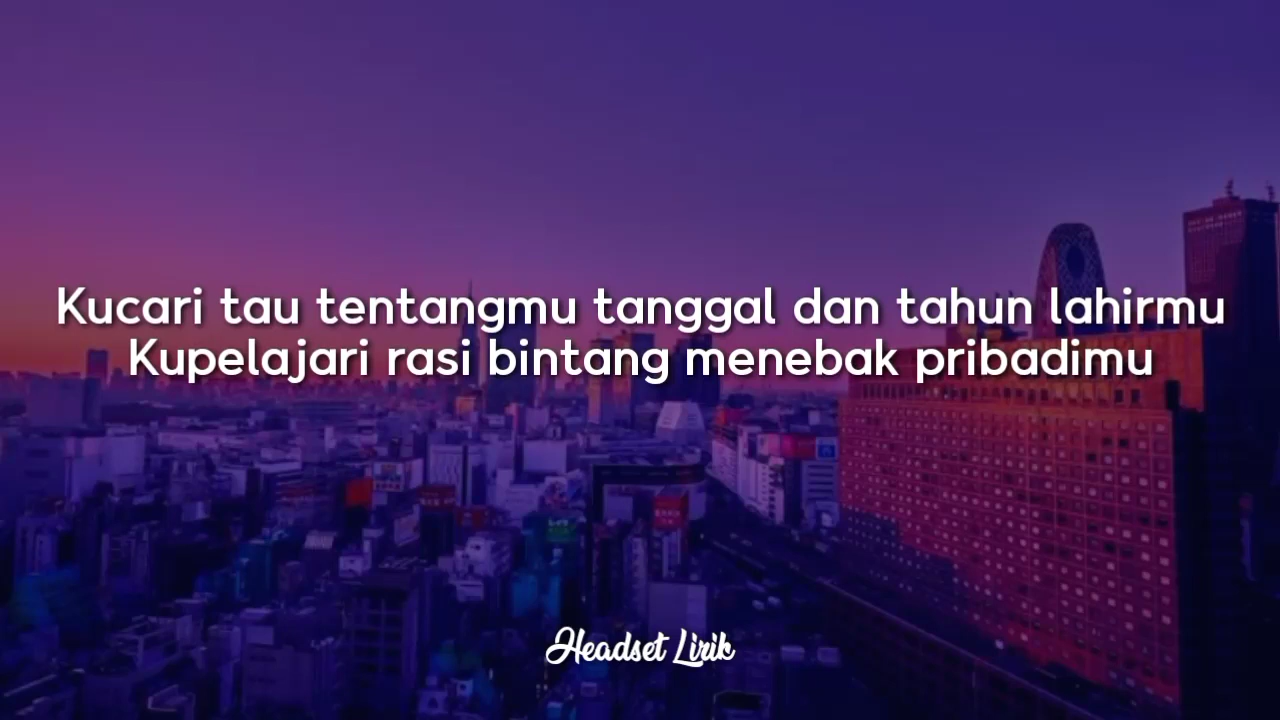 Kucari tau tentangmu tanggal dan tahun lahirmu
Kupelajari rasi bintang menebak pribadimu
Headset Lirik